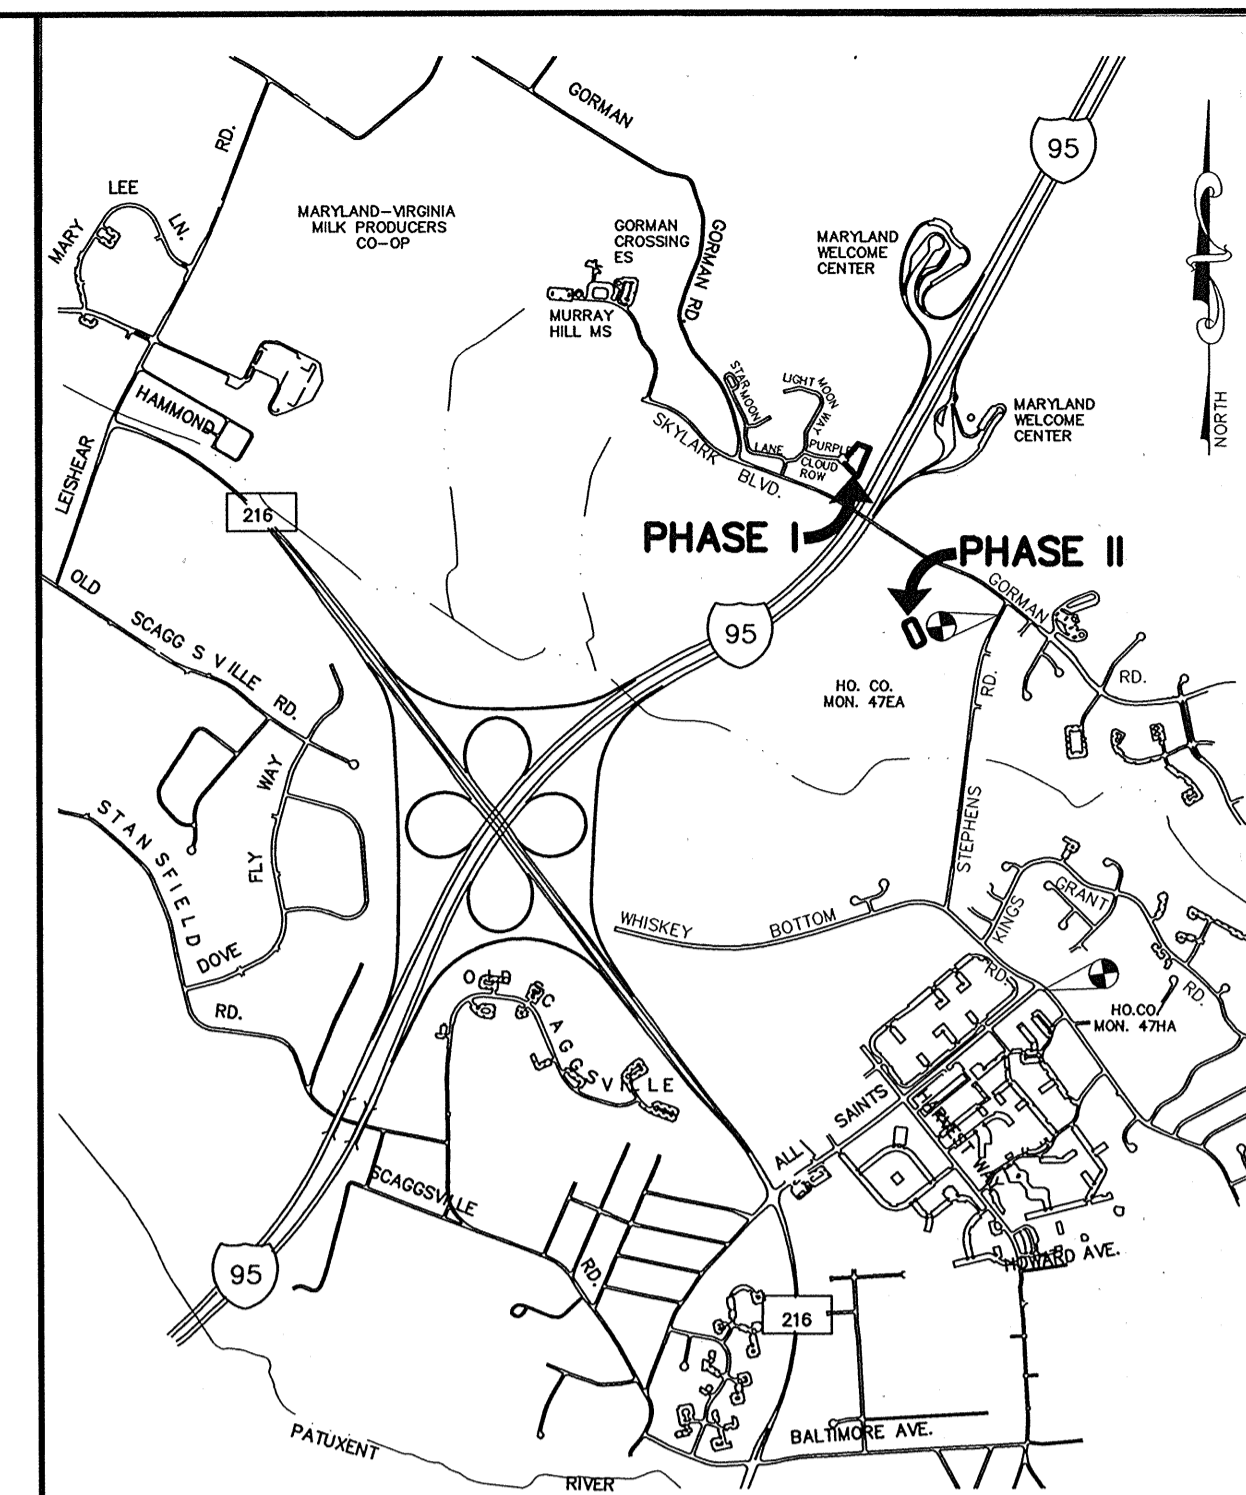 GORMAN
RD.
95
LEE
MARY
LN.
MARYLAND-VIRGINIA
MILK PRODUCERS
CO-OP
GORMAN
CROSSING
ES
GORMAN RD.
MARYLAND
WELCOME
CENTER
MURRAY
HILL MS
NORTH
STAR MOON
LIGHT MOON
WAY
HAMMOND
MARYLAND
WELCOME
CENTER
SKYLARK
BLVD.
LANE
PURPLE
CLOUD
ROW
LEISHEAR
216
PHASE I
PHASE II
OLD
SCAGGSVILLE
RD.
GORMAN
RD.
95
HO. CO.
MON. 47EA
RD.
STEPHENS
WAY
FLY
STANSFIELD
DOVE
RD.
WHISKEY
BOTTOM
KINGS
GRANT
RD.
RD.
OLD
CAGGSVILLE
HO.CO.
MON. 47HA
ALL
SAINTS
HARVEST WA
SCAGGSVILLE
RD.
HOWARD AVE.
95
216
BALTIMORE AVE.
PATUXENT
RIVER